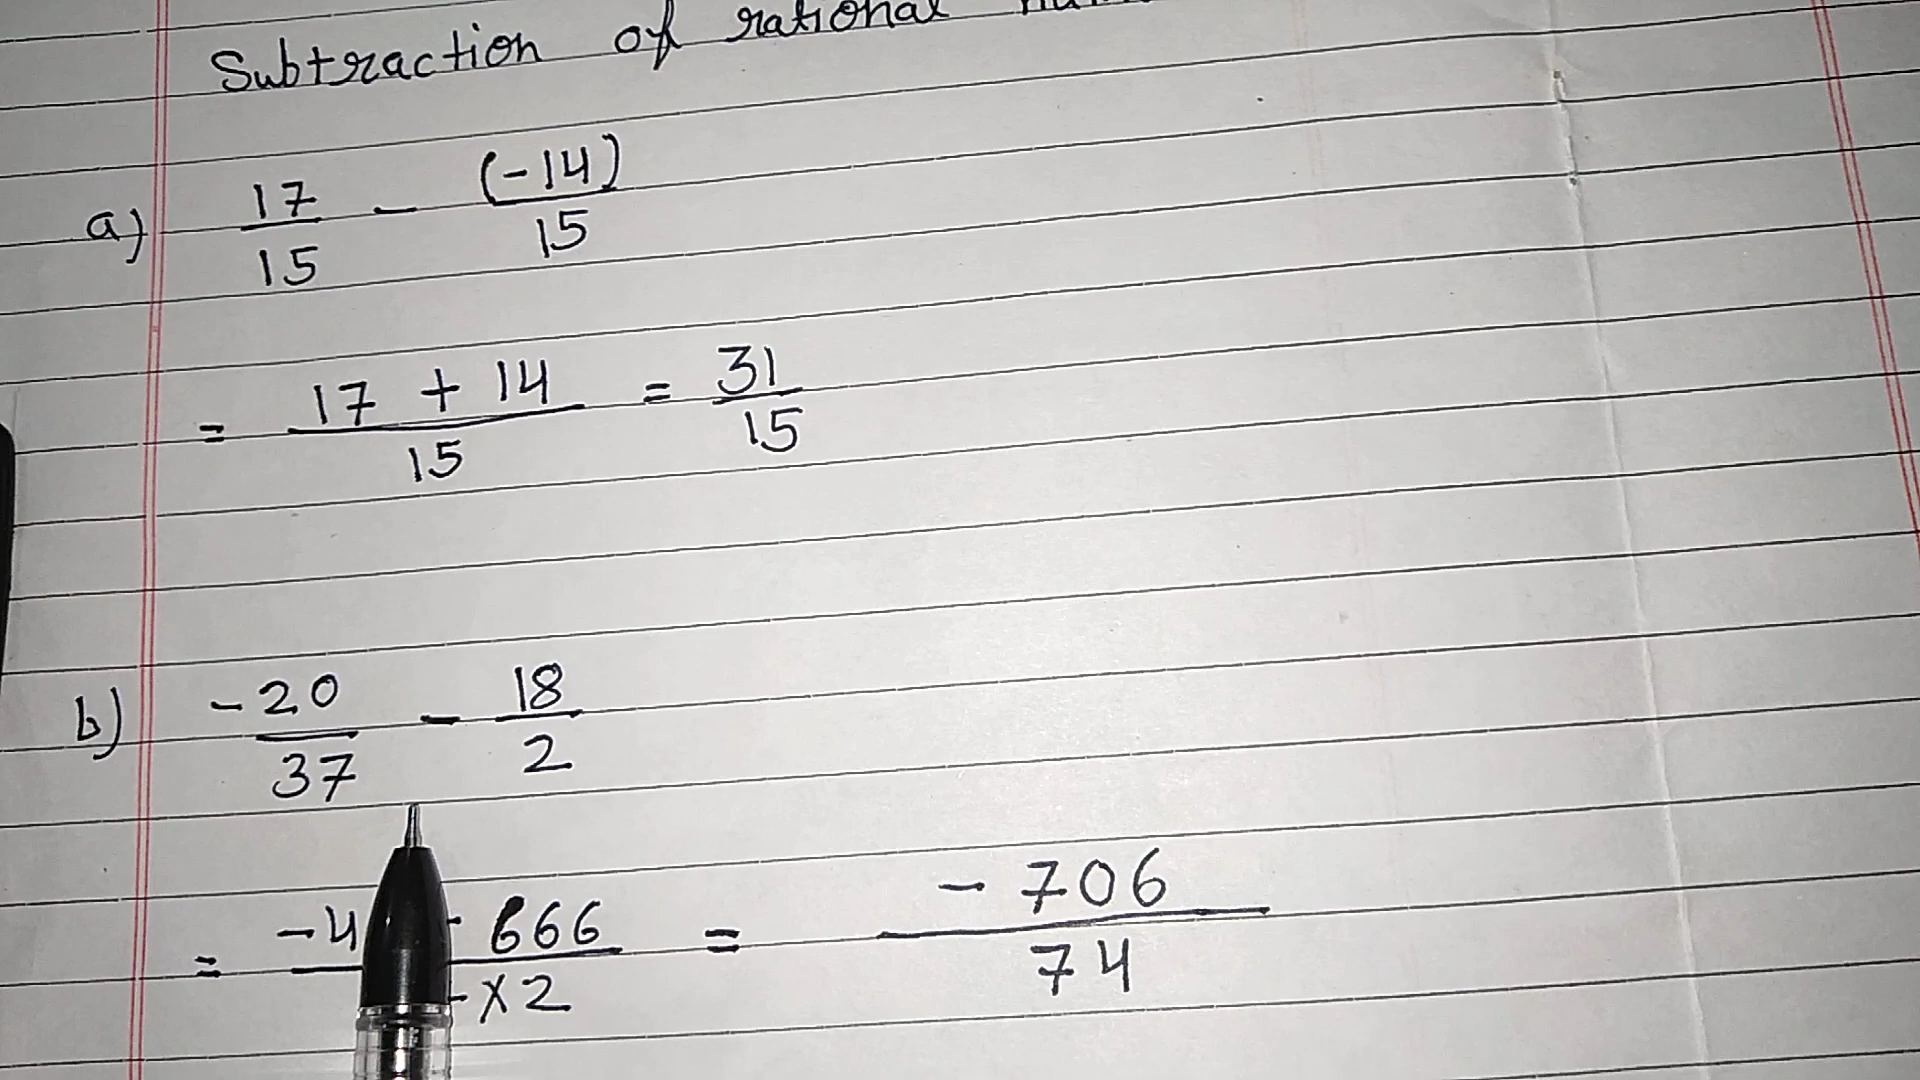 Subtraction of rational
a) 17/15 - (-14)/15
= 17 + 14/15 = 31/15
b) -20/37 - 18/2
= -4 - 666/×2 = -706/74